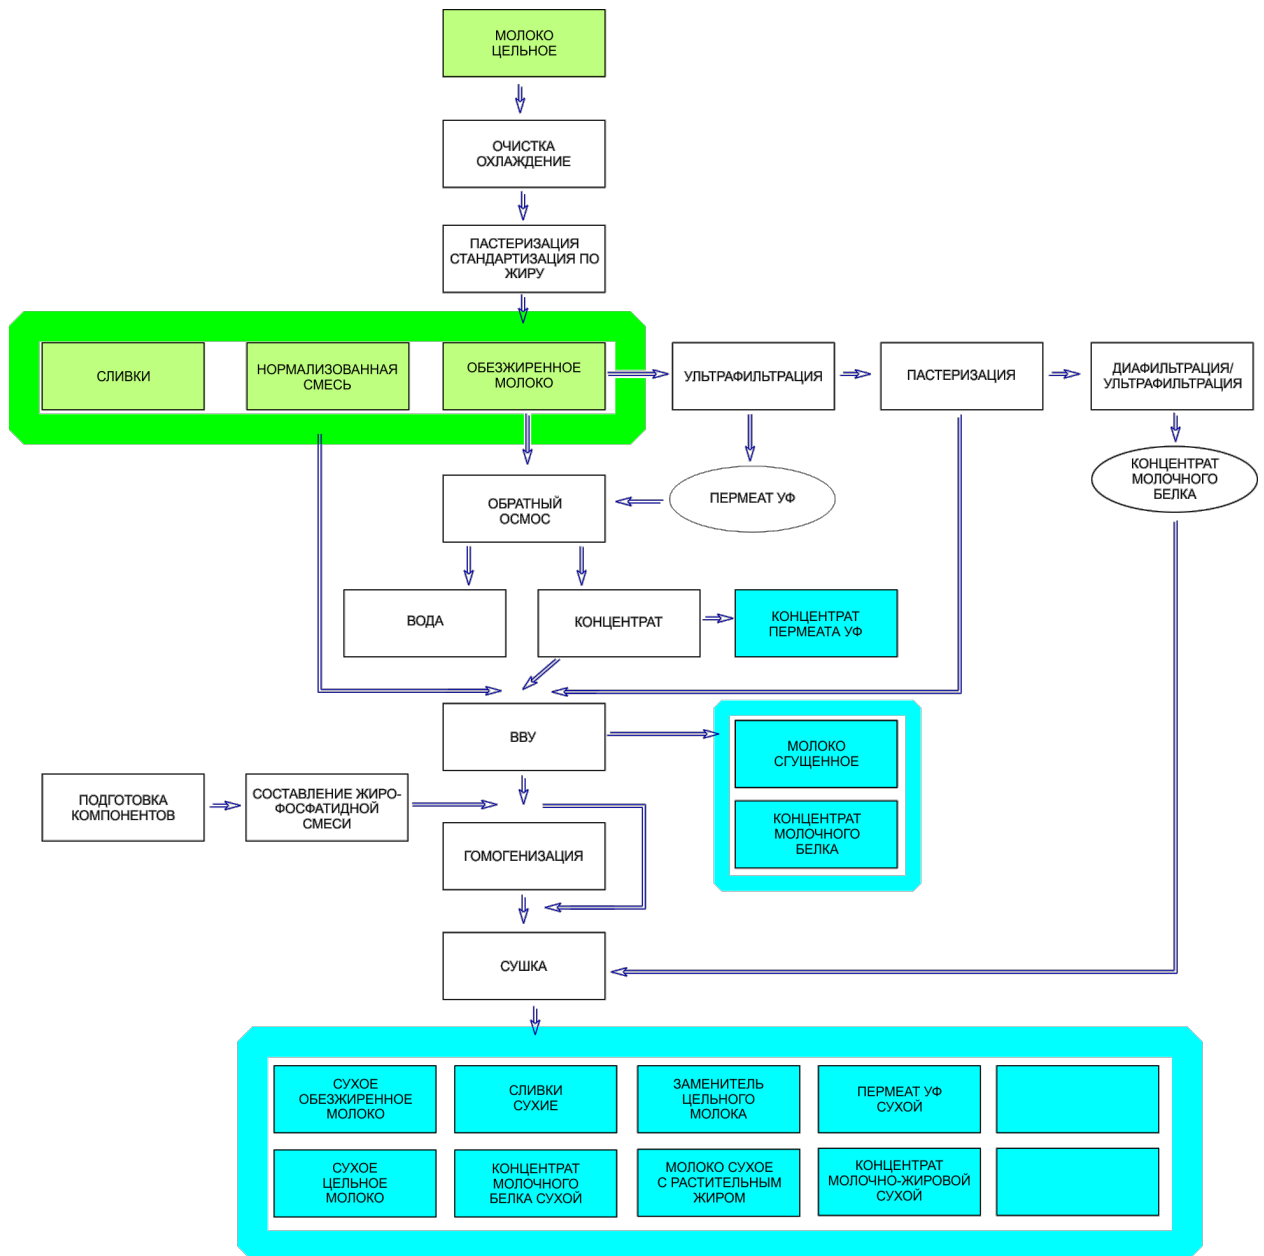 МОЛОКО
ЦЕЛЬНОЕ
ОЧИСТКА
ОХЛАЖДЕНИЕ
ПАСТЕРИЗАЦИЯ
СТАНДАРТИЗАЦИЯ ПО
ЖИРУ
СЛИВКИ
НОРМАЛИЗОВАННАЯ
СМЕСЬ
ОБЕЗЖИРЕННОЕ
МОЛОКО
УЛЬТРАФИЛЬТРАЦИЯ
ПАСТЕРИЗАЦИЯ
ДИАФИЛЬТРАЦИЯ/
УЛЬТРАФИЛЬТРАЦИЯ
КОНЦЕНТРАТ
МОЛОЧНОГО
БЕЛКА
ОБРАТНЫЙ
ОСМОС
ПЕРМЕАТ УФ
ВОДА
КОНЦЕНТРАТ
КОНЦЕНТРАТ
ПЕРМЕАТА УФ
ВВУ
МОЛОКО
СГУЩЕННОЕ
КОНЦЕНТРАТ
МОЛОЧНОГО
БЕЛКА
ПОДГОТОВКА
КОМПОНЕНТОВ
СОСТАВЛЕНИЕ ЖИРО-
ФОСФАТИДНОЙ
СМЕСИ
ГОМОГЕНИЗАЦИЯ
СУШКА
СУХОЕ
ОБЕЗЖИРЕННОЕ
МОЛОКО
СЛИВКИ
СУХИЕ
ЗАМЕНИТЕЛЬ
ЦЕЛЬНОГО
МОЛОКА
ПЕРМЕАТ УФ
СУХОЙ
СУХОЕ
ЦЕЛЬНОЕ
МОЛОКО
КОНЦЕНТРАТ
МОЛОЧНОГО
БЕЛКА СУХОЙ
МОЛОКО СУХОЕ
С РАСТИТЕЛЬНЫМ
ЖИРОМ
КОНЦЕНТРАТ
МОЛОЧНО-ЖИРОВОЙ
СУХОЙ